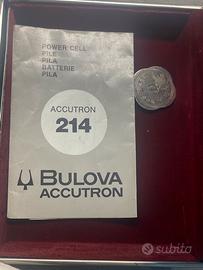 POWER CELL
PILE
PILA
BATTERIE
PILA
ACCUTRON
214
BULOVA
ACCUTRON
subito